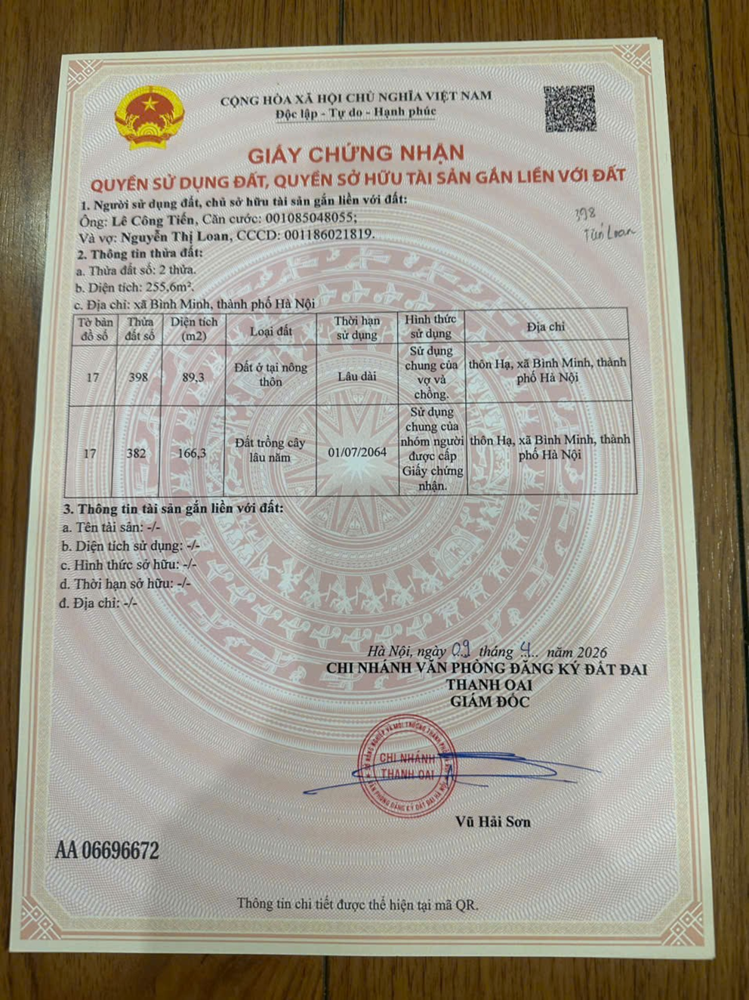 CỘNG HÒA XÃ HỘI CHỦ NGHĨA VIỆT NAM
Độc lập - Tự do - Hạnh phúc
GIẤY CHỨNG NHẬN
QUYỀN SỬ DỤNG ĐẤT, QUYỀN SỞ HỮU TÀI SẢN GẮN LIỀN VỚI ĐẤT
1. Người sử dụng đất, chủ sở hữu tài sản gắn liền với đất:
Ông: Lê Công Tiến, Căn cước: 001085048055;
Và vợ: Nguyễn Thị Loan, CCCD: 001186021819.
398
Tiến Loan
2. Thông tin thửa đất:
a. Thửa đất số: 2 thửa.
b. Diện tích: 255,6m².
c. Địa chỉ: xã Bình Minh, thành phố Hà Nội
Tờ bản đồ số | Thửa đất số | Diện tích (m2) | Loại đất | Thời hạn sử dụng | Hình thức sử dụng | Địa chỉ
17 | 398 | 89,3 | Đất ở tại nông thôn | Lâu dài | Sử dụng chung của vợ và chồng. | thôn Hạ, xã Bình Minh, thành phố Hà Nội
17 | 382 | 166,3 | Đất trồng cây lâu năm | 01/07/2064 | Sử dụng chung của nhóm người được cấp Giấy chứng nhận. | thôn Hạ, xã Bình Minh, thành phố Hà Nội
3. Thông tin tài sản gắn liền với đất:
a. Tên tài sản: -/-
b. Diện tích sử dụng: -/-
c. Hình thức sở hữu: -/-
d. Thời hạn sở hữu: -/-
đ. Địa chỉ: -/-
Hà Nội, ngày 09 tháng 4 năm 2026
CHI NHÁNH VĂN PHÒNG ĐĂNG KÝ ĐẤT ĐAI
THANH OAI
GIÁM ĐỐC
CHI NHÁNH
THANH OAI
VĂN PHÒNG ĐĂNG KÝ ĐẤT ĐAI HÀ NỘI
Vũ Hải Sơn
AA 06696672
Thông tin chi tiết được thể hiện tại mã QR.